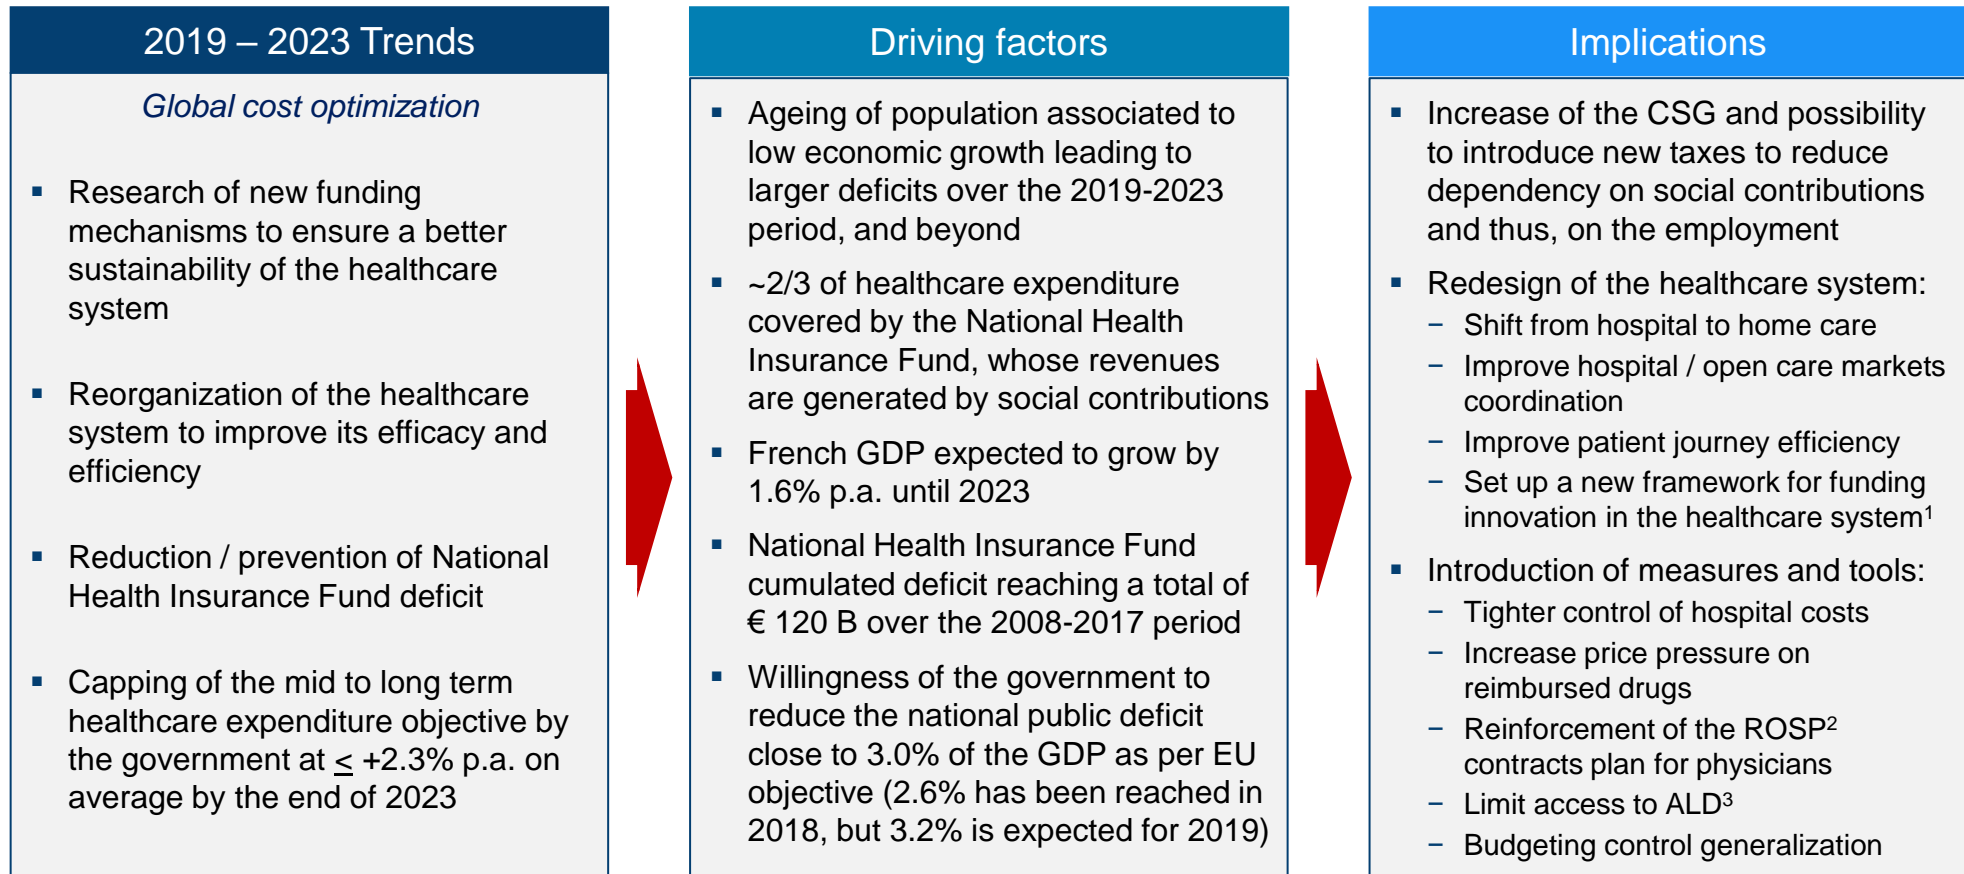 2019 – 2023 Trends
Global cost optimization
▪ Research of new funding
mechanisms to ensure a better
sustainability of the healthcare
system
▪ Reorganization of the healthcare
system to improve its efficacy and
efficiency
▪ Reduction / prevention of National
Health Insurance Fund deficit
▪ Capping of the mid to long term
healthcare expenditure objective by
the government at < +2.3% p.a. on
average by the end of 2023
Driving factors
▪ Ageing of population associated to
low economic growth leading to
larger deficits over the 2019-2023
period, and beyond
▪ ~2/3 of healthcare expenditure
covered by the National Health
Insurance Fund, whose revenues
are generated by social contributions
▪ French GDP expected to grow by
1.6% p.a. until 2023
▪ National Health Insurance Fund
cumulated deficit reaching a total of
€ 120 B over the 2008-2017 period
▪ Willingness of the government to
reduce the national public deficit
close to 3.0% of the GDP as per EU
objective (2.6% has been reached in
2018, but 3.2% is expected for 2019)
Implications
▪ Increase of the CSG and possibility
to introduce new taxes to reduce
dependency on social contributions
and thus, on the employment
▪ Redesign of the healthcare system:
− Shift from hospital to home care
− Improve hospital / open care markets
coordination
− Improve patient journey efficiency
− Set up a new framework for funding
innovation in the healthcare system¹
▪ Introduction of measures and tools:
− Tighter control of hospital costs
− Increase price pressure on
reimbursed drugs
− Reinforcement of the ROSP²
contracts plan for physicians
− Limit access to ALD³
− Budgeting control generalization